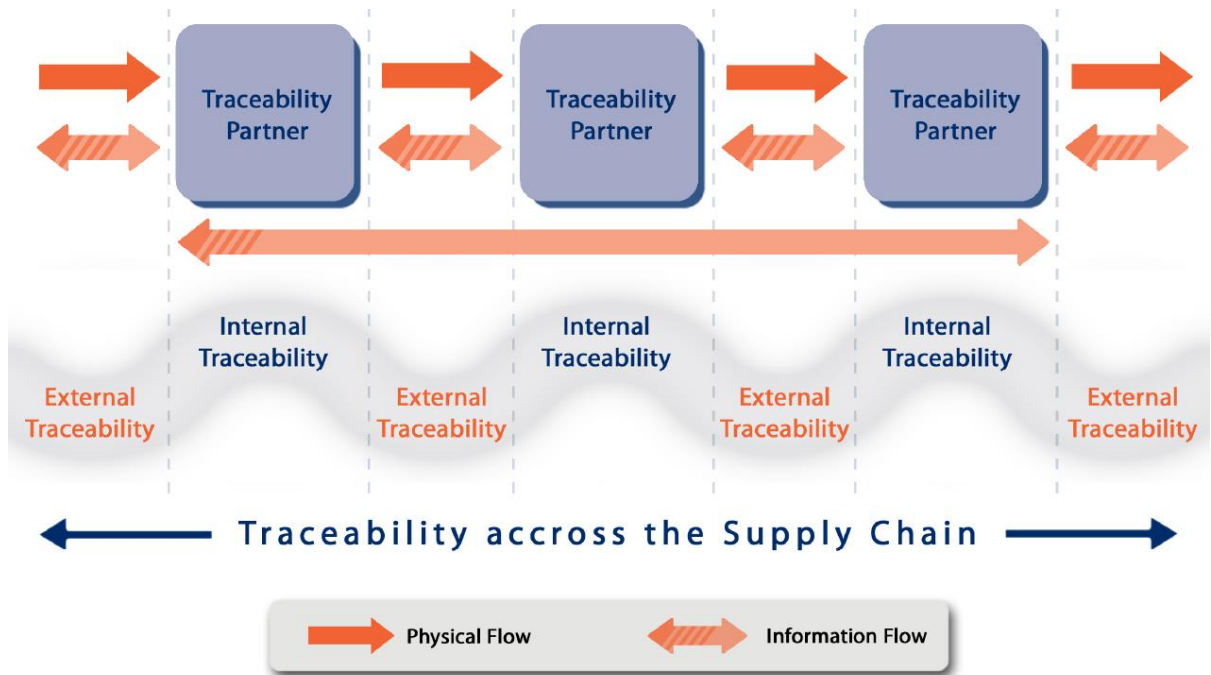 Traceability
Partner
Traceability
Partner
Traceability
Partner
Internal
Traceability
Internal
Traceability
Internal
Traceability
External
Traceability
External
Traceability
External
Traceability
External
Traceability
Traceability accross the Supply Chain
Physical Flow
Information Flow